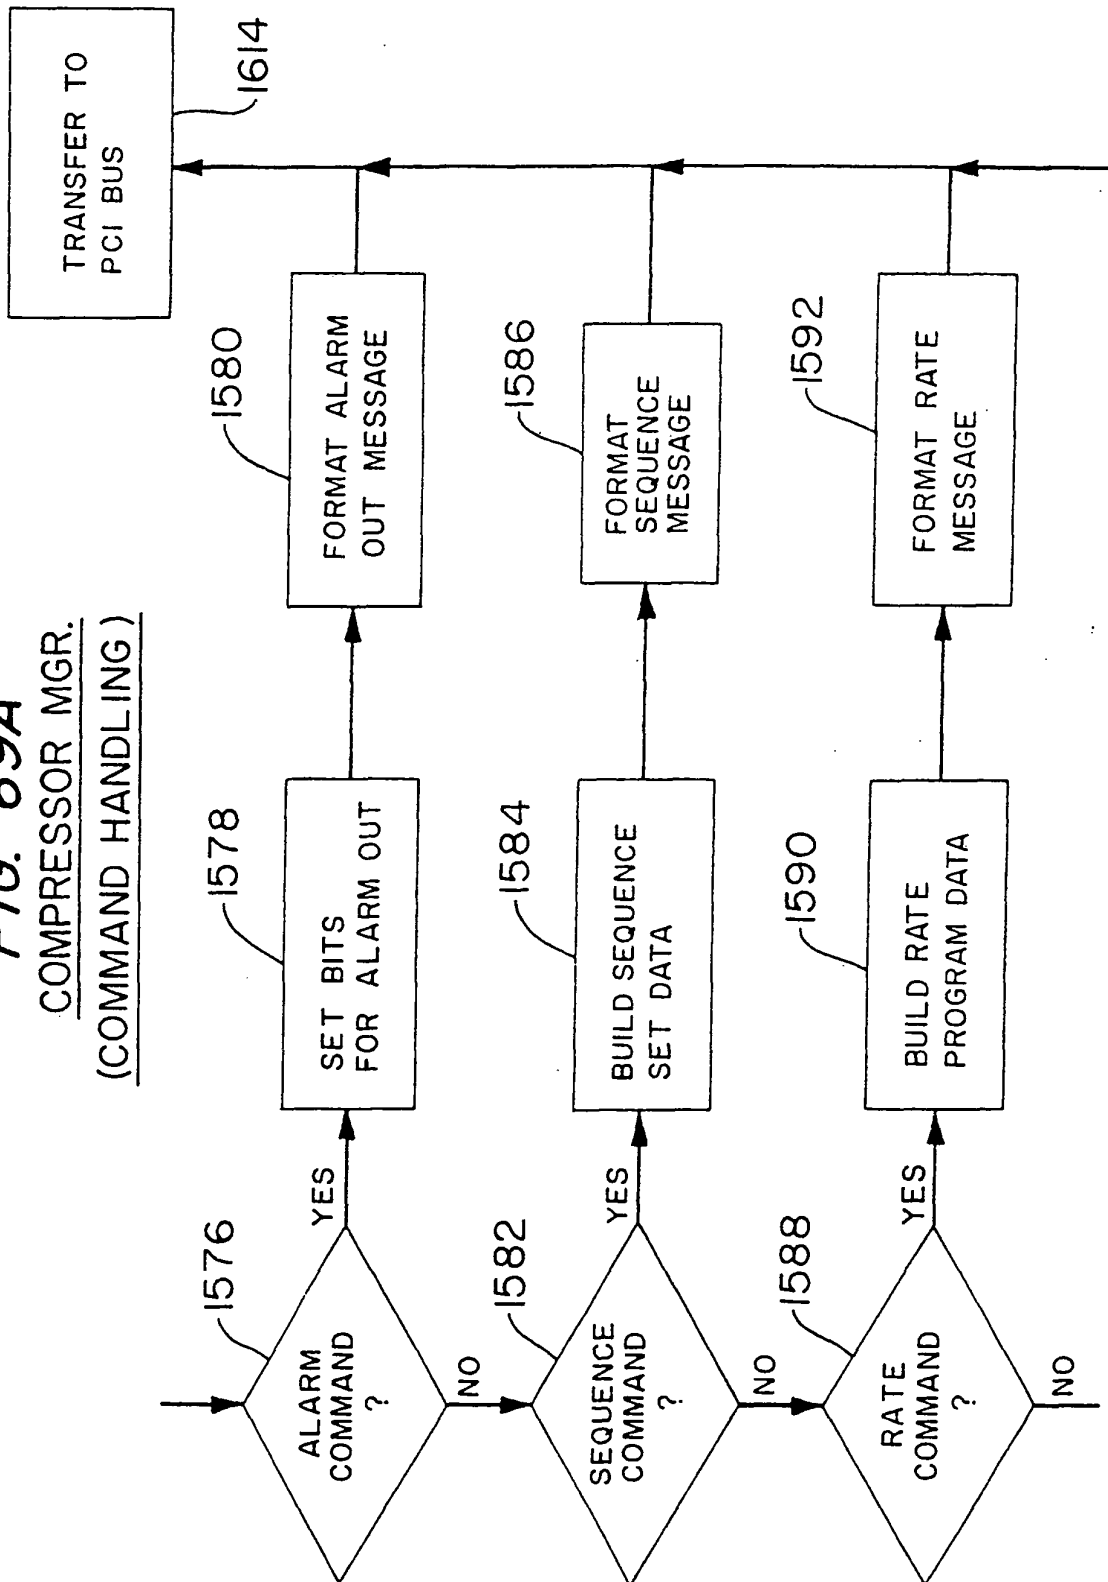 FIG. 69A
COMPRESSOR MGR.
(COMMAND HANDLING)
TRANSFER TO
PCI BUS
1614
ALARM
COMMAND
?
1576
YES
NO
SET BITS
FOR ALARM OUT
1578
FORMAT ALARM
OUT MESSAGE
1580
SEQUENCE
COMMAND
?
1582
YES
NO
BUILD SEQUENCE
SET DATA
1584
FORMAT
SEQUENCE
MESSAGE
1586
RATE
COMMAND
?
1588
YES
NO
BUILD RATE
PROGRAM DATA
1590
FORMAT RATE
MESSAGE
1592